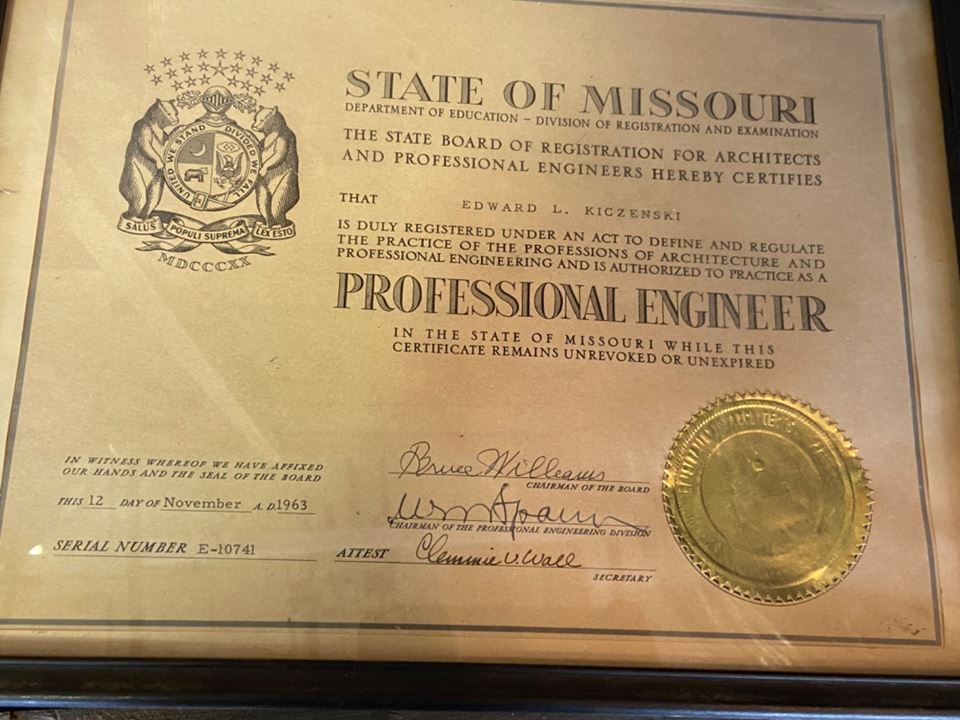 STATE OF MISSOURI
DEPARTMENT OF EDUCATION – DIVISION OF REGISTRATION AND EXAMINATION
THE STATE BOARD OF REGISTRATION FOR ARCHITECTS
AND PROFESSIONAL ENGINEERS HEREBY CERTIFIES
THAT EDWARD L. KICZENSKI
IS DULY REGISTERED UNDER AN ACT TO DEFINE AND REGULATE
THE PRACTICE OF THE PROFESSIONS OF ARCHITECTURE AND
PROFESSIONAL ENGINEERING AND IS AUTHORIZED TO PRACTICE AS A
PROFESSIONAL ENGINEER
IN THE STATE OF MISSOURI WHILE THIS
CERTIFICATE REMAINS UNREVOKED OR UNEXPIRED
UNITED WE STAND DIVIDED WE FALL
SALUS POPULI SUPREMA LEX ESTO
MDCCCXX
IN WITNESS WHEREOF WE HAVE AFFIXED
OUR HANDS AND THE SEAL OF THE BOARD
THIS 12 DAY OF November A. D. 1963
SERIAL NUMBER E-10741
Bruce Williams
CHAIRMAN OF THE BOARD
CHAIRMAN OF THE PROFESSIONAL ENGINEERING DIVISION
ATTEST Clemmie V. Wall
SECRETARY